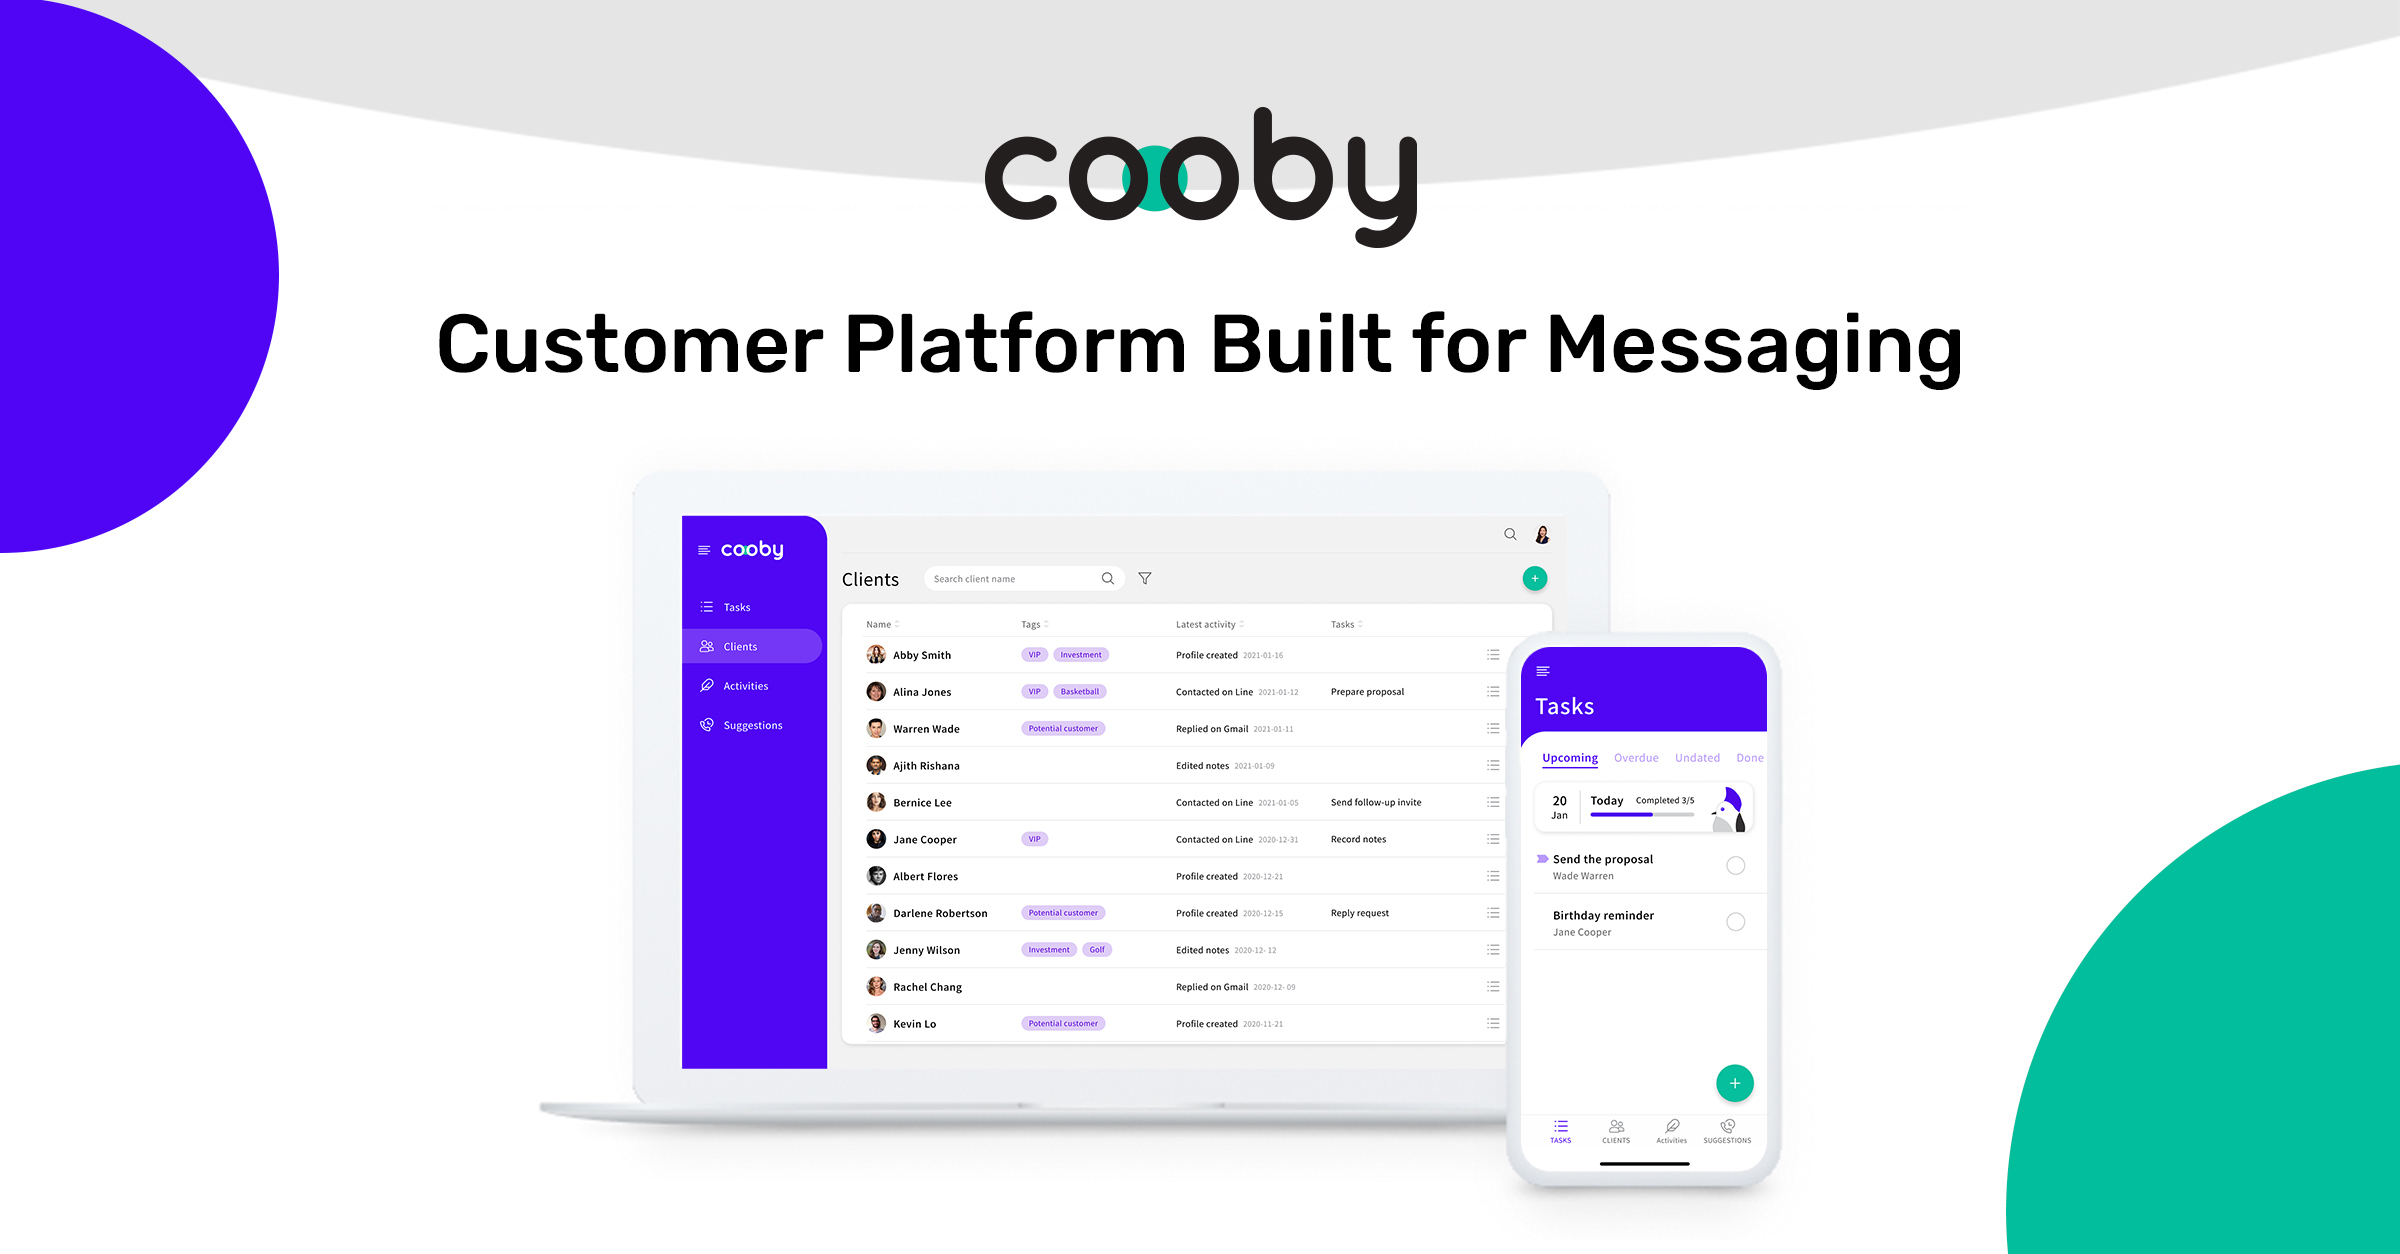 cooby
Customer Platform Built for Messaging
cooby
Tasks
Clients
Activities
Suggestions
Clients
Search client name
+
Name Tags Latest activity Tasks
Abby Smith VIP Investment Profile created 2021-01-16
Alina Jones VIP Basketball Contacted on Line 2021-01-12 Prepare proposal
Warren Wade Potential customer Replied on Gmail 2021-01-11
Ajith Rishana Edited notes 2021-01-09
Bernice Lee Contacted on Line 2021-01-05 Send follow-up invite
Jane Cooper VIP Contacted on Line 2020-12-31 Record notes
Albert Flores Profile created 2020-12-21
Darlene Robertson Potential customer Profile created 2020-12-15 Reply request
Jenny Wilson Investment Golf Edited notes 2020-12- 12
Rachel Chang Replied on Gmail 2020-12- 09
Kevin Lo Potential customer Profile created 2020-11-21
Tasks
Upcoming Overdue Undated Done
20 Jan Today Completed 3/5
Send the proposal
Wade Warren
Birthday reminder
Jane Cooper
+
TASKS CLIENTS Activities SUGGESTIONS